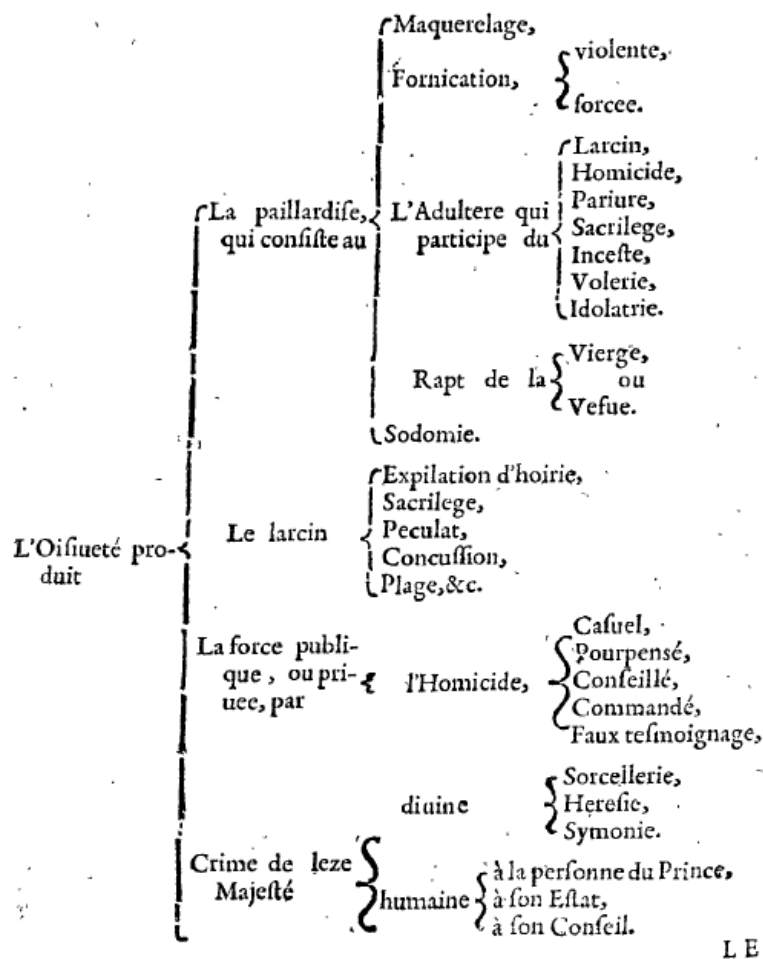 L'Oiſiueté pro-
duit
La paillardiſe,
qui conſiſte au
Maquerelage,
Fornication,
violente,
forcee.
L'Adultere qui
participe du
Larcin,
Homicide,
Pariure,
Sacrilege,
Inceſte,
Volerie,
Idolatrie.
Rapt de la
Vierge,
ou
Vefue.
Sodomie.
Le larcin
Expilation d'hoirie,
Sacrilege,
Peculat,
Concuſſion,
Plage,&c.
La force publi-
que, ou pri-
uee, par
l'Homicide,
Caſuel,
Pourpensé,
Conſeillé,
Commandé,
Faux teſmoignage,
Crime de leze
Majeſté
diuine
Sorcellerie,
Hereſie,
Symonie.
humaine
à la perſonne du Prince,
à ſon Eſtat,
à ſon Conſeil.
LE